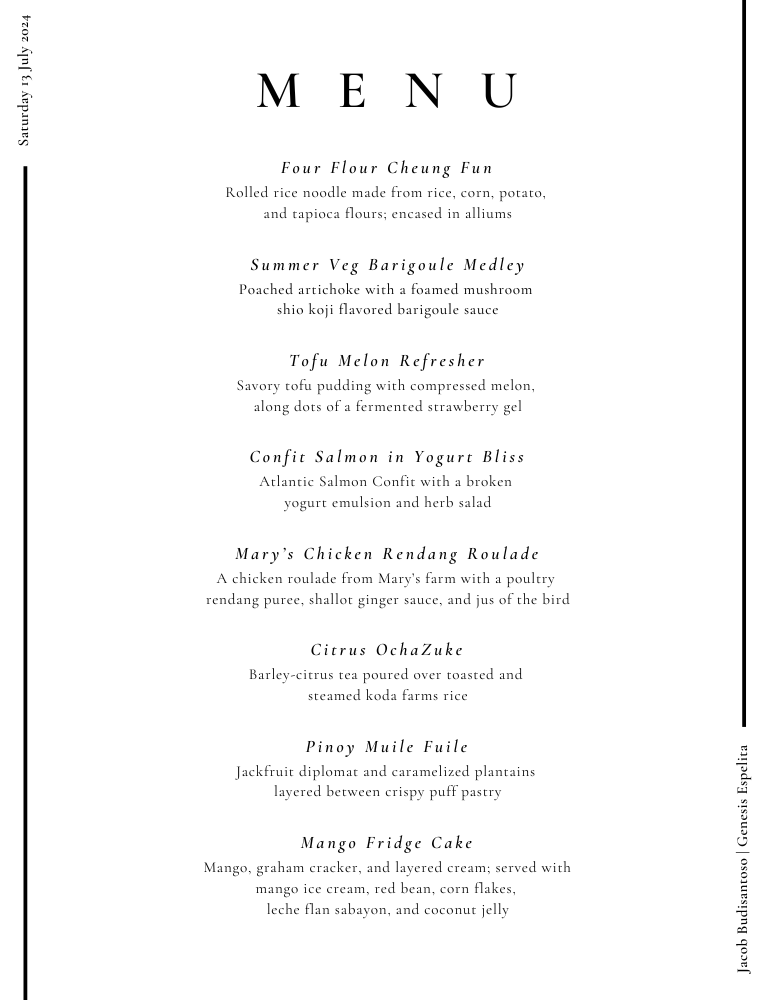 Saturday 13 July 2024
MENU
Four Flour Cheung Fun
Rolled rice noodle made from rice, corn, potato,
and tapioca flours; encased in alliums
Summer Veg Barigoule Medley
Poached artichoke with a foamed mushroom
shio koji flavored barigoule sauce
Tofu Melon Refresher
Savory tofu pudding with compressed melon,
along dots of a fermented strawberry gel
Confit Salmon in Yogurt Bliss
Atlantic Salmon Confit with a broken
yogurt emulsion and herb salad
Mary’s Chicken Rendang Roulade
A chicken roulade from Mary’s farm with a poultry
rendang puree, shallot ginger sauce, and jus of the bird
Citrus OchaZuke
Barley-citrus tea poured over toasted and
steamed koda farms rice
Pinoy Muile Fuile
Jackfruit diplomat and caramelized plantains
layered between crispy puff pastry
Mango Fridge Cake
Mango, graham cracker, and layered cream; served with
mango ice cream, red bean, corn flakes,
leche flan sabayon, and coconut jelly
Jacob Budisantoso | Genesis Espelita